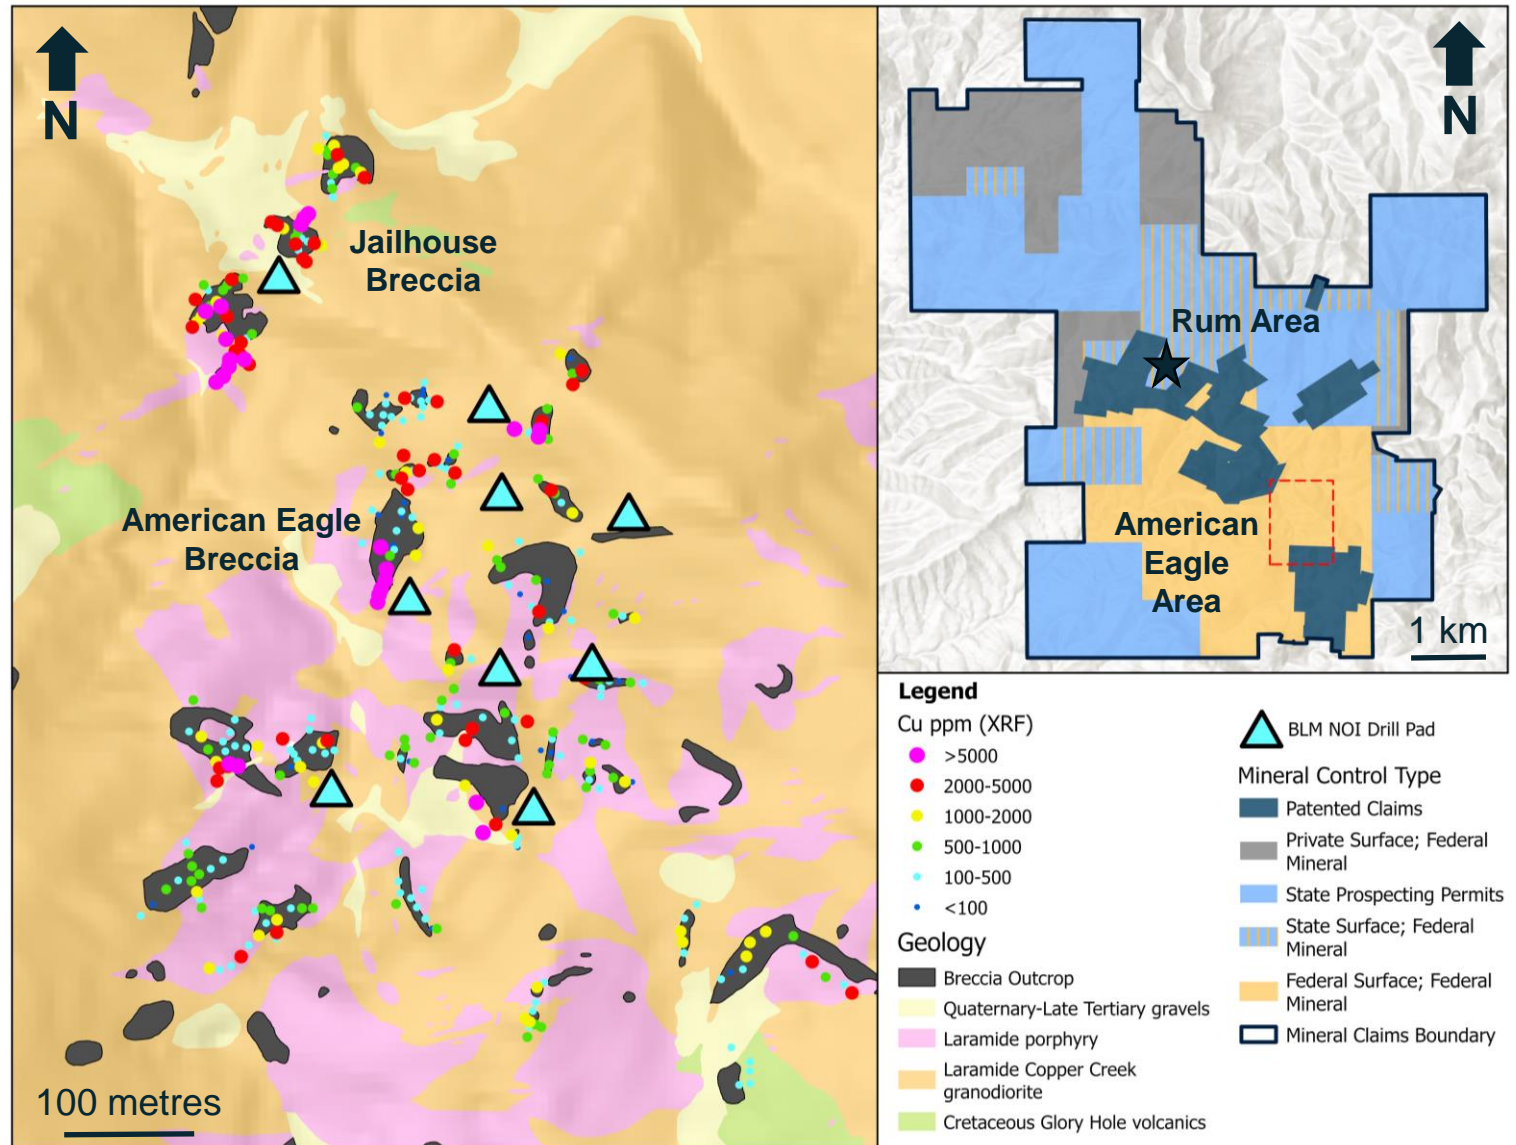 N
Jailhouse
Breccia
American Eagle
Breccia
100 metres
N
Rum Area
American
Eagle
Area
1 km
Legend
Cu ppm (XRF)
>5000
2000-5000
1000-2000
500-1000
100-500
<100
Geology
Breccia Outcrop
Quaternary-Late Tertiary gravels
Laramide porphyry
Laramide Copper Creek
granodiorite
Cretaceous Glory Hole volcanics
BLM NOI Drill Pad
Mineral Control Type
Patented Claims
Private Surface; Federal
Mineral
State Prospecting Permits
State Surface; Federal
Mineral
Federal Surface; Federal
Mineral
Mineral Claims Boundary